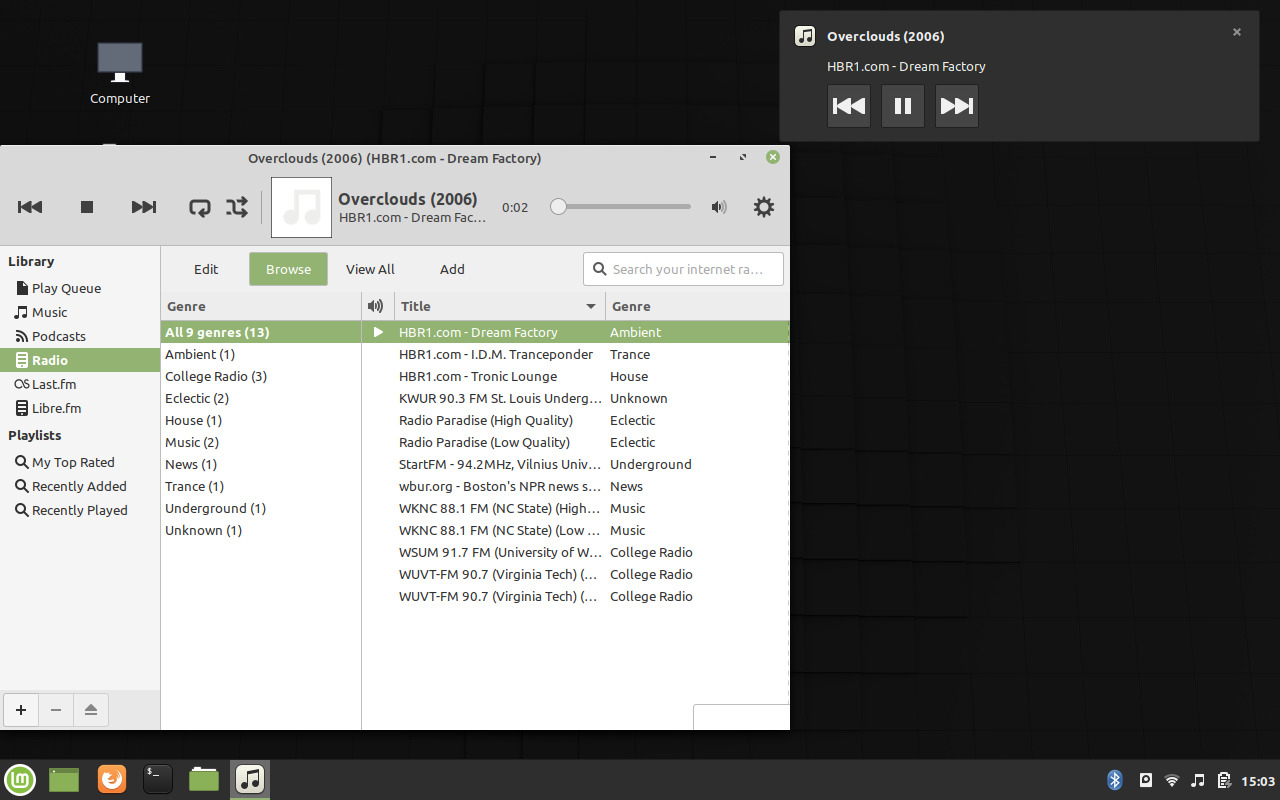 Overclouds (2006)
HBR1.com - Dream Factory
Computer
Overclouds (2006) (HBR1.com - Dream Factory)
Overclouds (2006)
HBR1.com - Dream Fac...
0:02
Library
Play Queue
Music
Podcasts
Radio
Last.fm
Libre.fm
Playlists
My Top Rated
Recently Added
Recently Played
Edit Browse View All Add Search your internet ra...
Genre
All 9 genres (13)
Ambient (1)
College Radio (3)
Eclectic (2)
House (1)
Music (2)
News (1)
Trance (1)
Underground (1)
Unknown (1)
Title Genre
HBR1.com - Dream Factory Ambient
HBR1.com - I.D.M. Tranceponder Trance
HBR1.com - Tronic Lounge House
KWUR 90.3 FM St. Louis Underg... Unknown
Radio Paradise (High Quality) Eclectic
Radio Paradise (Low Quality) Eclectic
StartFM - 94.2MHz, Vilnius Univ... Underground
wbur.org - Boston's NPR news s... News
WKNC 88.1 FM (NC State) (High... Music
WKNC 88.1 FM (NC State) (Low ... Music
WSUM 91.7 FM (University of W... College Radio
WUVT-FM 90.7 (Virginia Tech) (... College Radio
WUVT-FM 90.7 (Virginia Tech) (... College Radio
15:03